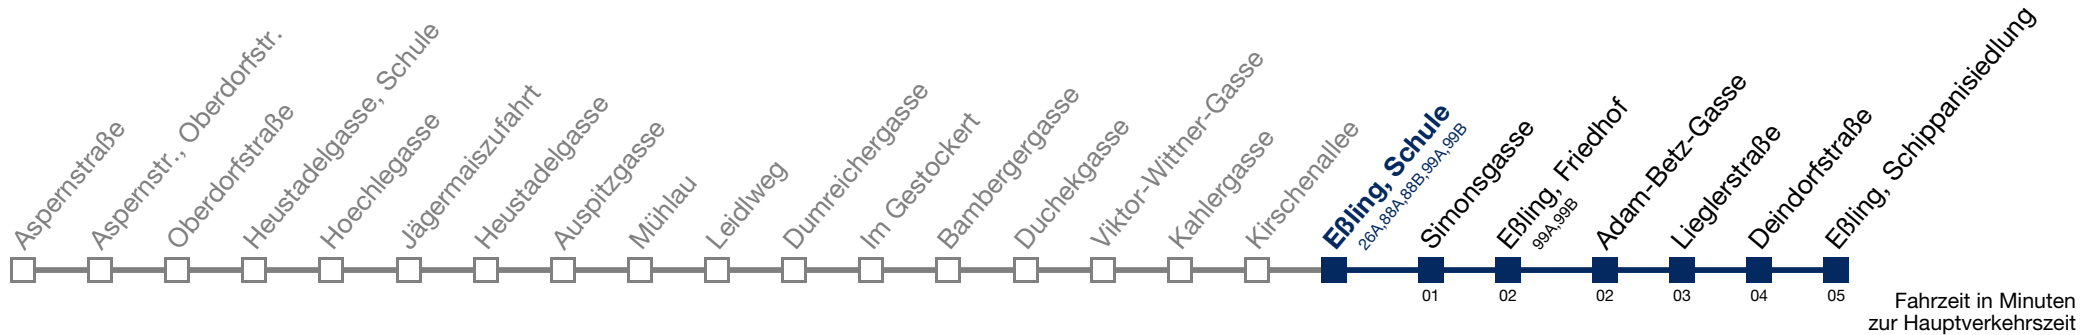 Aspernstraße
Aspernstr., Oberdorfstr.
Oberdorfstraße
Heustadelgasse, Schule
Hoechlegasse
Jägermaiszufahrt
Heustadelgasse
Auspitzgasse
Mühlau
Leidlweg
Dumreichergasse
Im Gestockert
Bambergergasse
Duchekgasse
Viktor-Wittner-Gasse
Kahlergasse
Kirschenallee
Eßling, Schule
26A,88A,88B,99A,99B
Simonsgasse
Eßling, Friedhof
99A,99B
Adam-Betz-Gasse
Lieglerstraße
Deindorfstraße
Eßling, Schippanisiedlung
01 02 02 03 04 05
Fahrzeit in Minuten
zur Hauptverkehrszeit